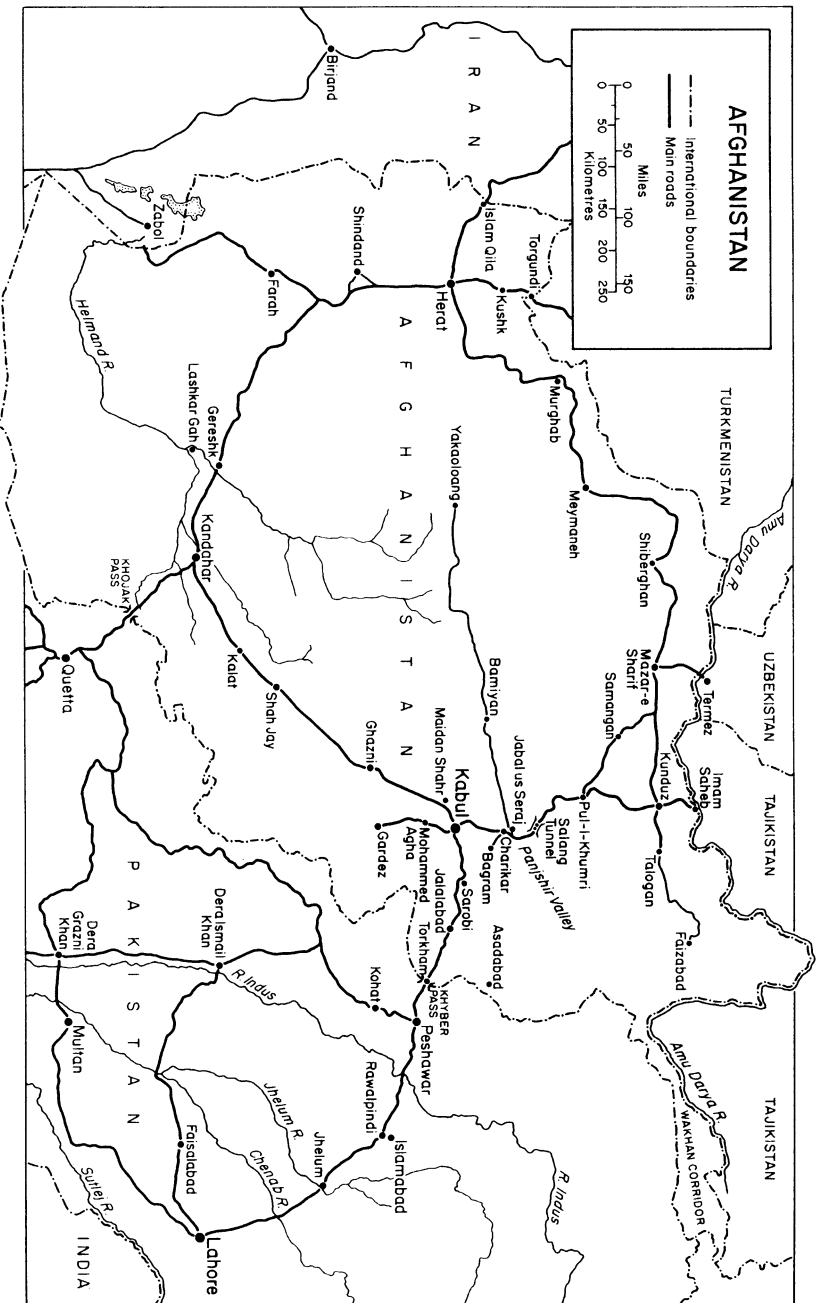 AFGHANISTAN
International boundaries
Main roads
Miles
0 50 100 150
0 50 100 150 200 250
Kilometres
TURKMENISTAN
UZBEKISTAN
TAJIKISTAN
TAJIKISTAN
Amu Darya R.
Termez
Imam
Saheb
Amu Darya R.
WAKHAN CORRIDOR
Shiberghan
Mazar-e
Sharif
Kunduz
Talogan
Faizabad
Samangan
Meymaneh
Murghab
Pul-I-Khumri
Salang
Tunnel
Torgundi
Kushk
Islam Qila
IRAN
Herat
Yakaoloang
Bamiyan
Jabal us Seraj
Charikar
Bagram
Panjshir Valley
Asadabad
R. Indus
AFGHANISTAN
Maidan Shahr
Kabul
Sarobi
Jalalabad
Torkham
KHYBER
PASS
Peshawar
Mohammed
Agha
Gardez
Ghazni
Kohat
Rawalpindi
Islamabad
Shindand
Birjand
Farah
Shah Jay
Kalat
Jhelum
Jhelum R.
Chenab R.
R. Indus
Dera Ismail
Khan
Gereshk
Lashkar Gah
Kandahar
Zabol
Helmand R.
KHOJAK
PASS
Quetta
PAKISTAN
Faisalabad
Lahore
Dera
Grazni
Khan
Multan
Sutlej R.
INDIA